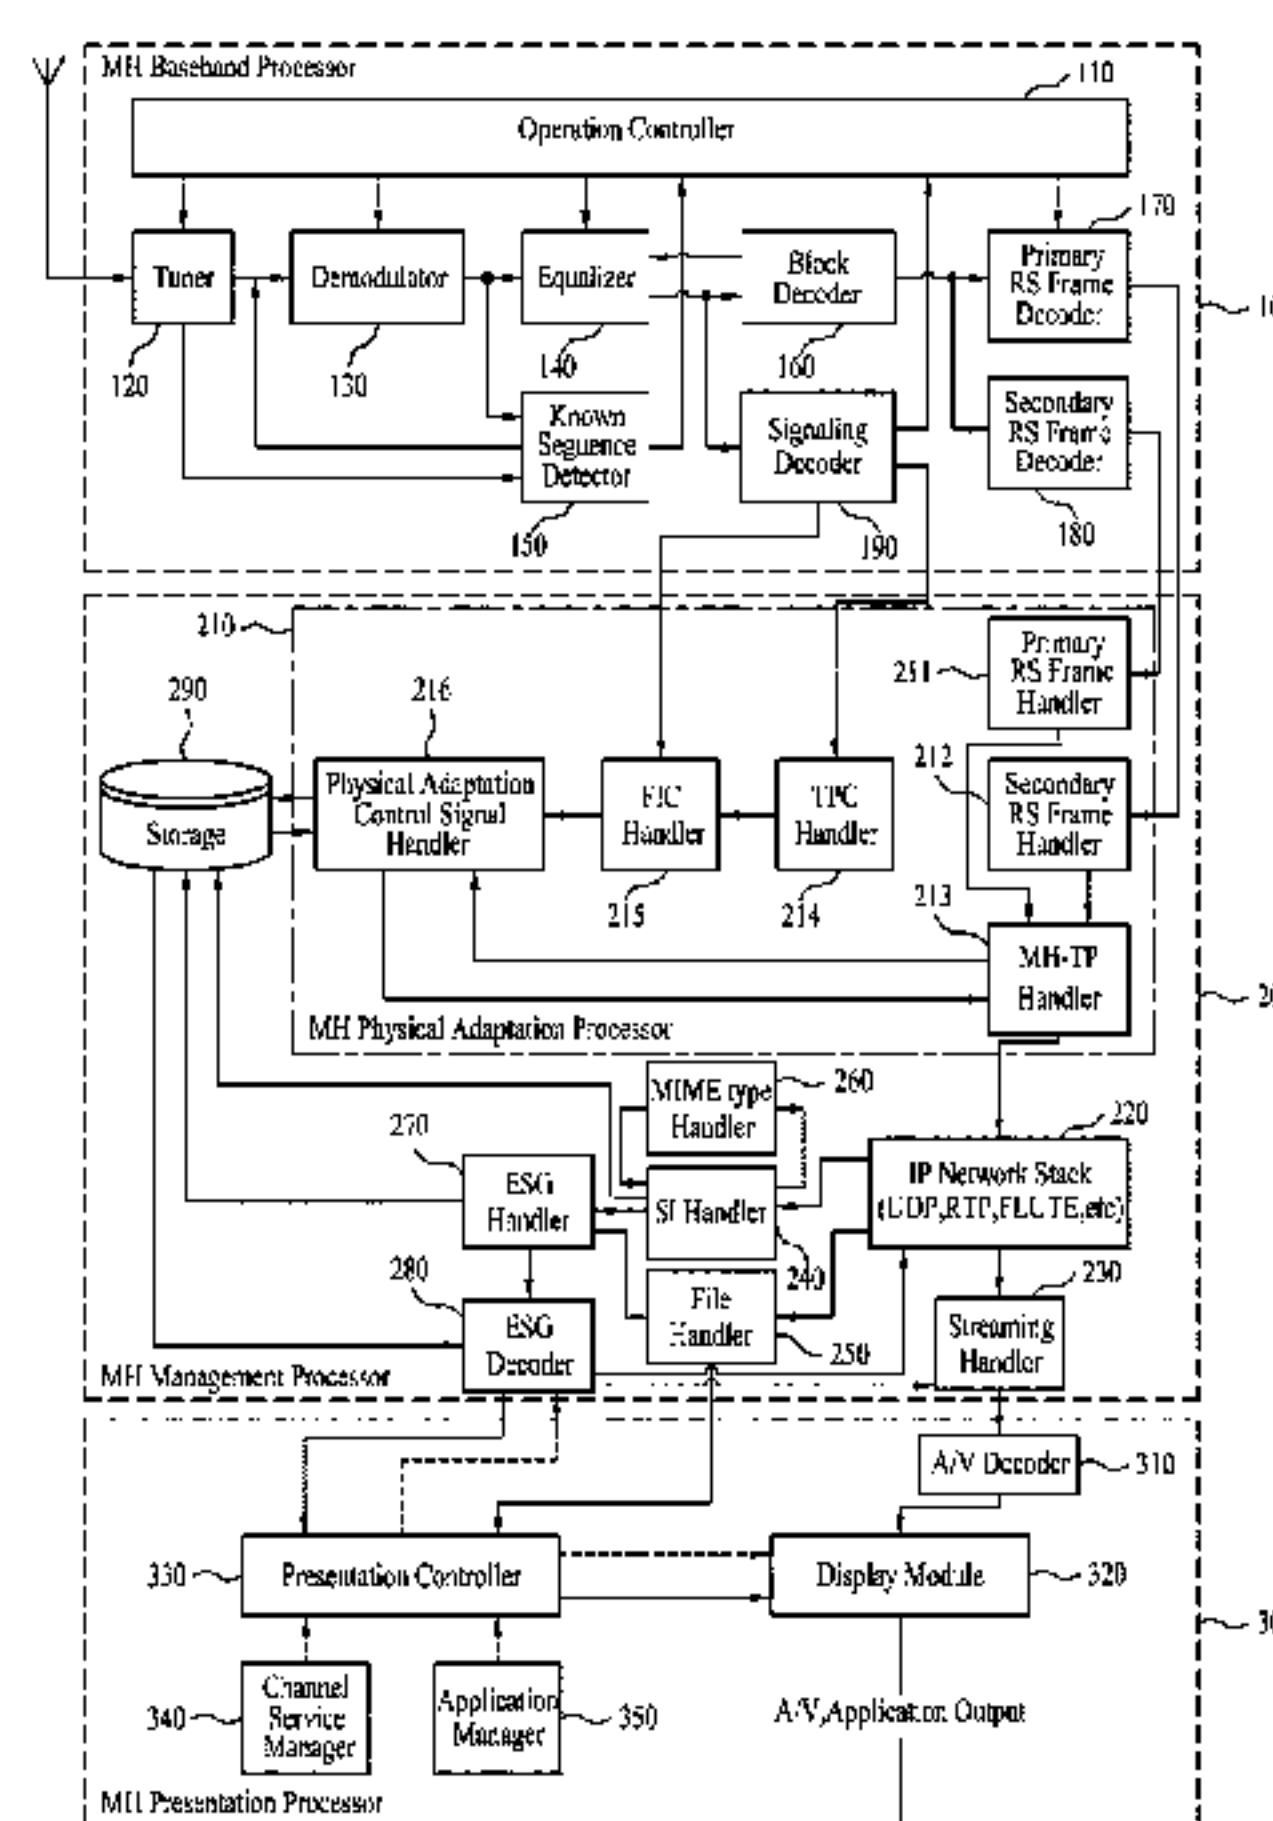 MH Baseband Processor
110
Operation Controller
170
Tuner
Demodulator
Equalizer
Block
Decoder
Primary
RS Frame
Decoder
120
130
140
160
Known
Seguence
Detector
Signaling
Decoder
Secondary
RS Frame
Decoder
150
190
180
210
Primary
RS Frame
Handler
290
216
212
Physical Adaptation
Control Signal
Handler
FIC
Handler
TPC
Handler
Secondary
RS Frame
Handler
Storage
215
214
213
MH-TP
Handler
MH Physical Adaptation Processor
MIME type
Handler
260
270
220
ESG
Handler
SI Handler
IP Network Stack
(UDP,RTP,FLUTE,etc)
240
280
230
File
Handler
ESG
Decoder
Streaming
Handler
250
MH Management Processor
A/V Decoder
310
330
Presentation Controller
Display Module
320
340
Channel
Service
Manager
Application
Manager
350
A/V,Application Output
MH Presentation Processor